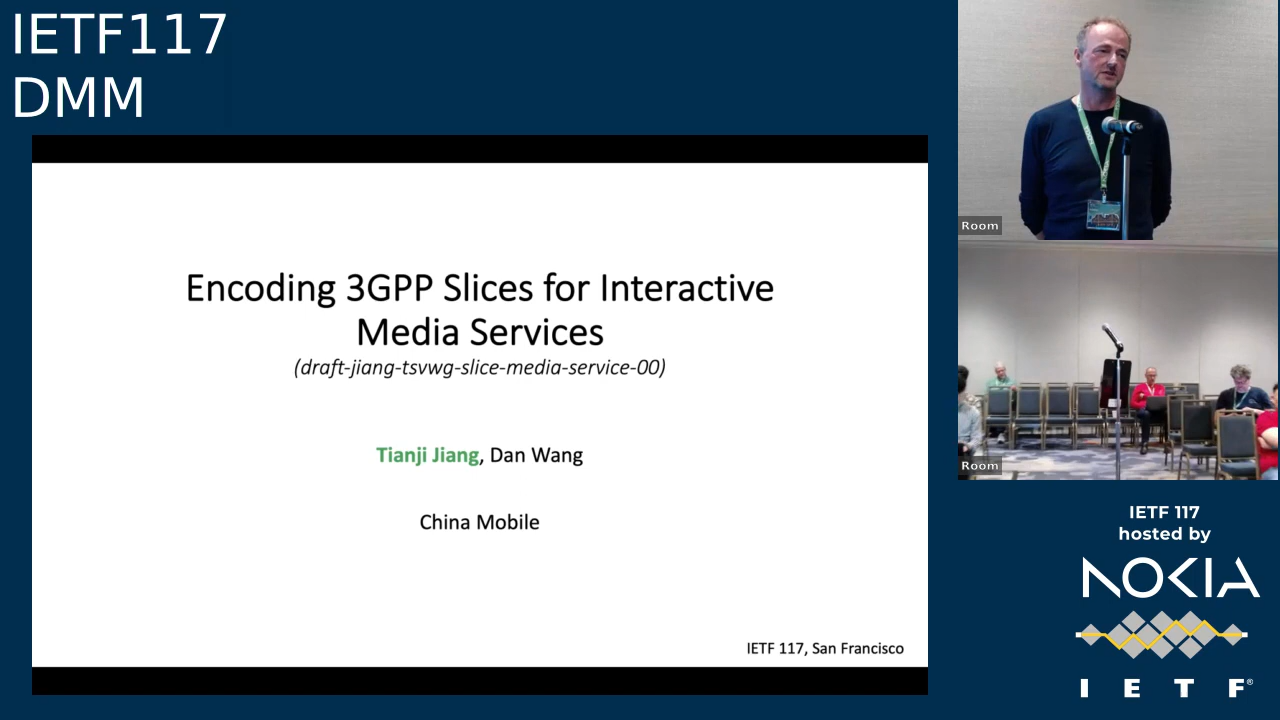 IETF117
DMM
Encoding 3GPP Slices for Interactive
Media Services
(draft-jiang-tsvwg-slice-media-service-00)
Tianji Jiang, Dan Wang
China Mobile
IETF 117, San Francisco
Room
Room
IETF 117
hosted by
NOKIA
I E T F®